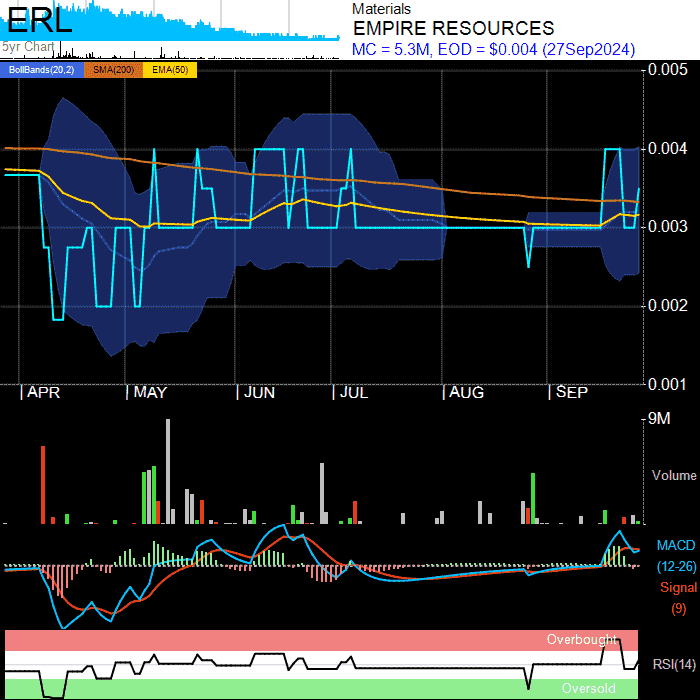 ERL
5yr Chart
Materials
EMPIRE RESOURCES
MC = 5.3M, EOD = $0.004 (27Sep2024)
BollBands(20,2) SMA(200) EMA(50)
0.005
0.004
0.003
0.002
0.001
APR MAY JUN JUL AUG SEP
9M
Volume
MACD
(12-26)
Signal
(9)
Overbought
RSI(14)
Oversold